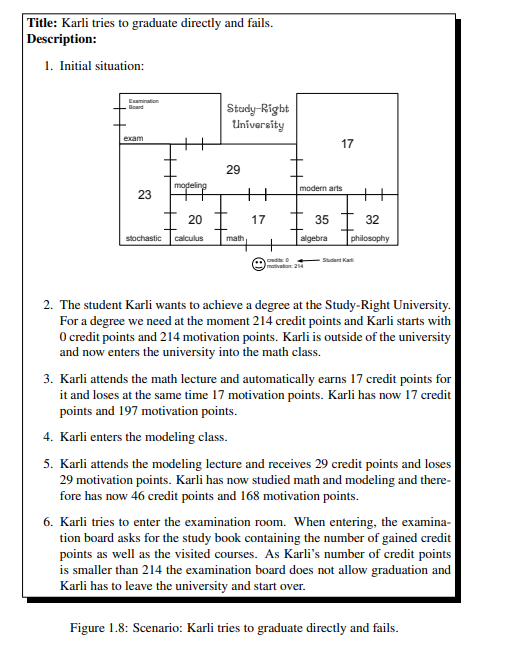 Title: Karli tries to graduate directly and fails.
Description:
1. Initial situation:
Examination
Board
Study-Right
University
exam
17
29
modeling
modern arts
23
20
17
35
32
stochastic
calculus
math
algebra
philosophy
credits: 0
motivation: 214
Student Karli
2. The student Karli wants to achieve a degree at the Study-Right University.
For a degree we need at the moment 214 credit points and Karli starts with
0 credit points and 214 motivation points. Karli is outside of the university
and now enters the university into the math class.
3. Karli attends the math lecture and automatically earns 17 credit points for
it and loses at the same time 17 motivation points. Karli has now 17 credit
points and 197 motivation points.
4. Karli enters the modeling class.
5. Karli attends the modeling lecture and receives 29 credit points and loses
29 motivation points. Karli has now studied math and modeling and there-
fore has now 46 credit points and 168 motivation points.
6. Karli tries to enter the examination room. When entering, the examina-
tion board asks for the study book containing the number of gained credit
points as well as the visited courses. As Karli's number of credit points
is smaller than 214 the examination board does not allow graduation and
Karli has to leave the university and start over.
Figure 1.8: Scenario: Karli tries to graduate directly and fails.